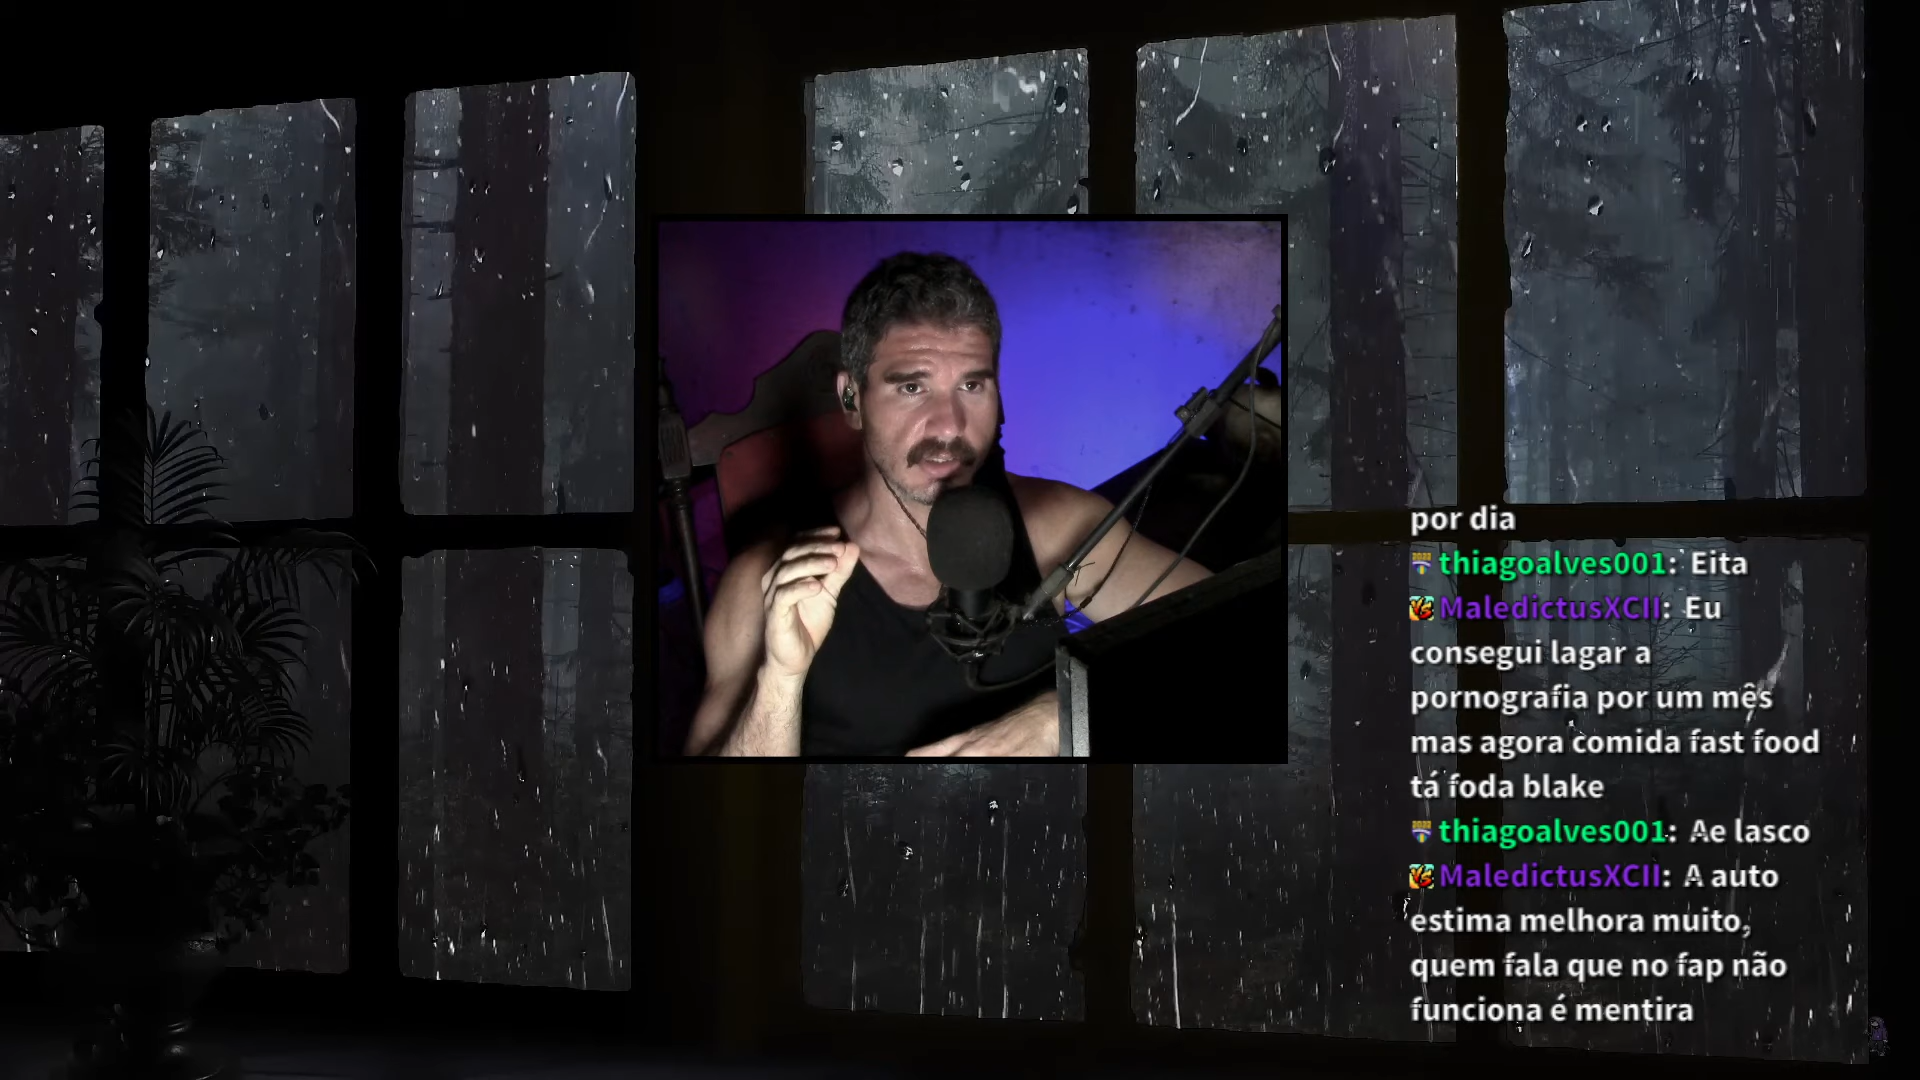 por dia
thiagoalves001: Eita
MaledictusXCII: Eu
consegui lagar a
pornografia por um mês
mas agora comida fast food
tá foda blake
thiagoalves001: Ae lasco
MaledictusXCII: A auto
estima melhora muito,
quem fala que no fap não
funciona é mentira